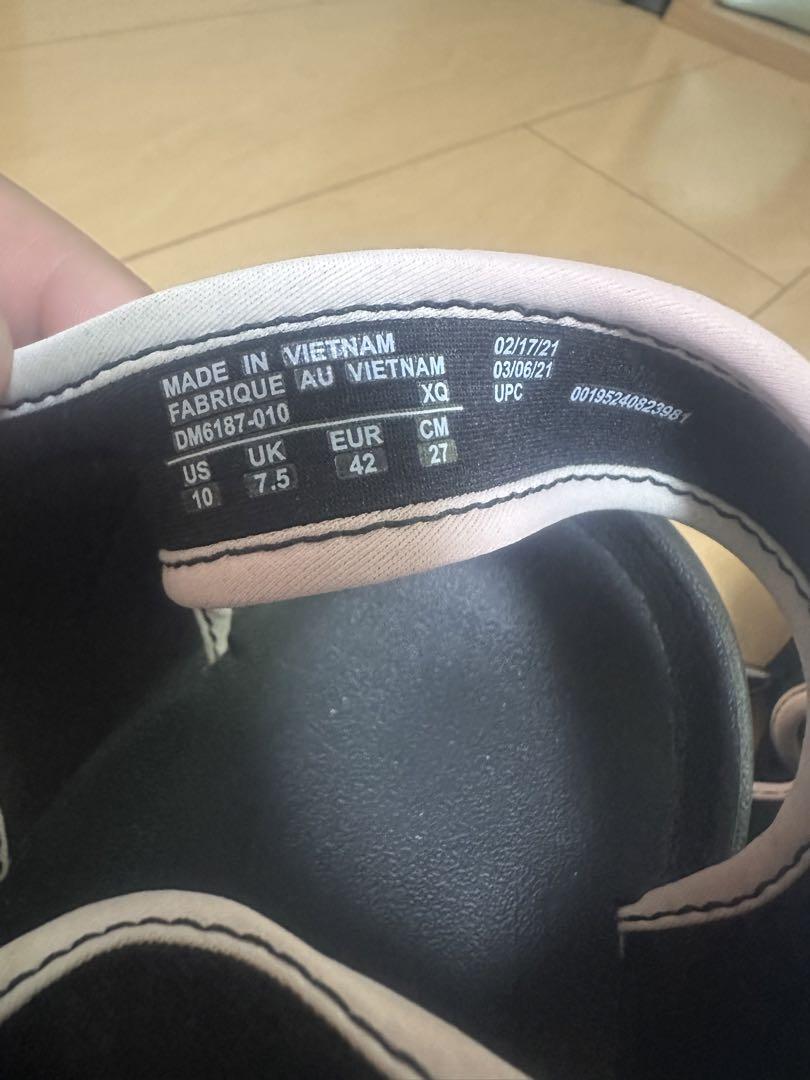 MADE IN VIETNAM
FABRIQUE AU VIETNAM
DM6187-010 XQ
US UK EUR CM
10 7.5 42 27
02/17/21
03/06/21
UPC 00195240823981